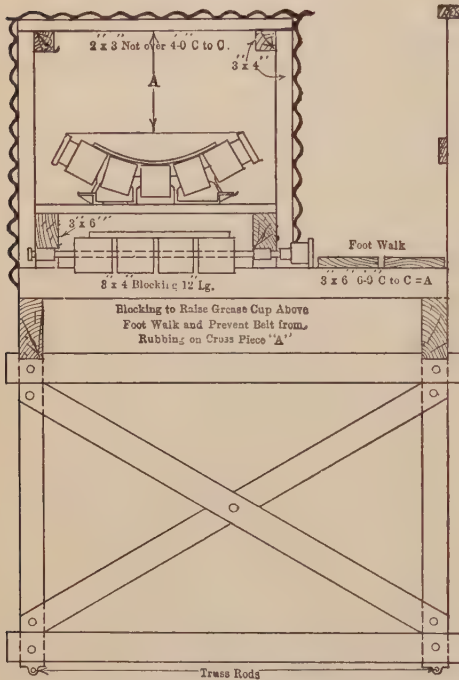 2"x 3" Not over 4'-0" C to C.
3"x 4"
A
3"x 6"
Foot Walk
3"x 4" Blocking 12" Lg.
3"x 6" 6'-0" C to C = A
Blocking to Raise Grease Cup Above
Foot Walk and Prevent Belt from
Rubbing on Cross Piece "A"
Truss Rods